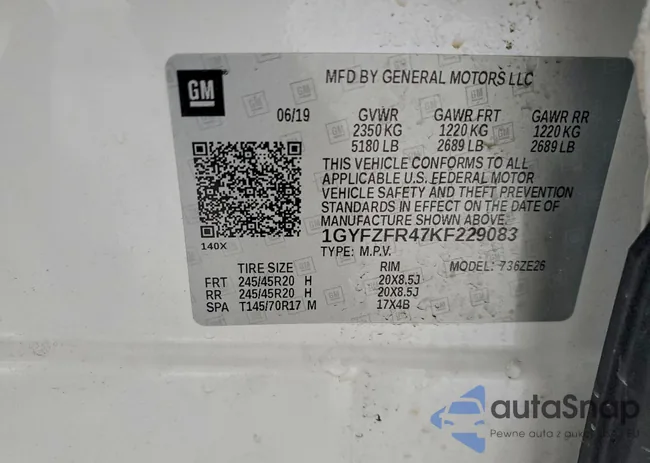 GM
MFD BY GENERAL MOTORS LLC
06/19 GVWR GAWR FRT GAWR RR
2350 KG 1220 KG 1220 KG
5180 LB 2689 LB 2689 LB
THIS VEHICLE CONFORMS TO ALL
APPLICABLE U.S. FEDERAL MOTOR
VEHICLE SAFETY AND THEFT PREVENTION
STANDARDS IN EFFECT ON THE DATE OF
MANUFACTURE SHOWN ABOVE.
140X
1GYFZFR47KF229083
TYPE: M.P.V. MODEL: 736ZE26
TIRE SIZE RIM
FRT 245/45R20 H 20X8.5J
RR 245/45R20 H 20X8.5J
SPA T145/70R17 M 17X4B
autaSnap
Pewne auta z